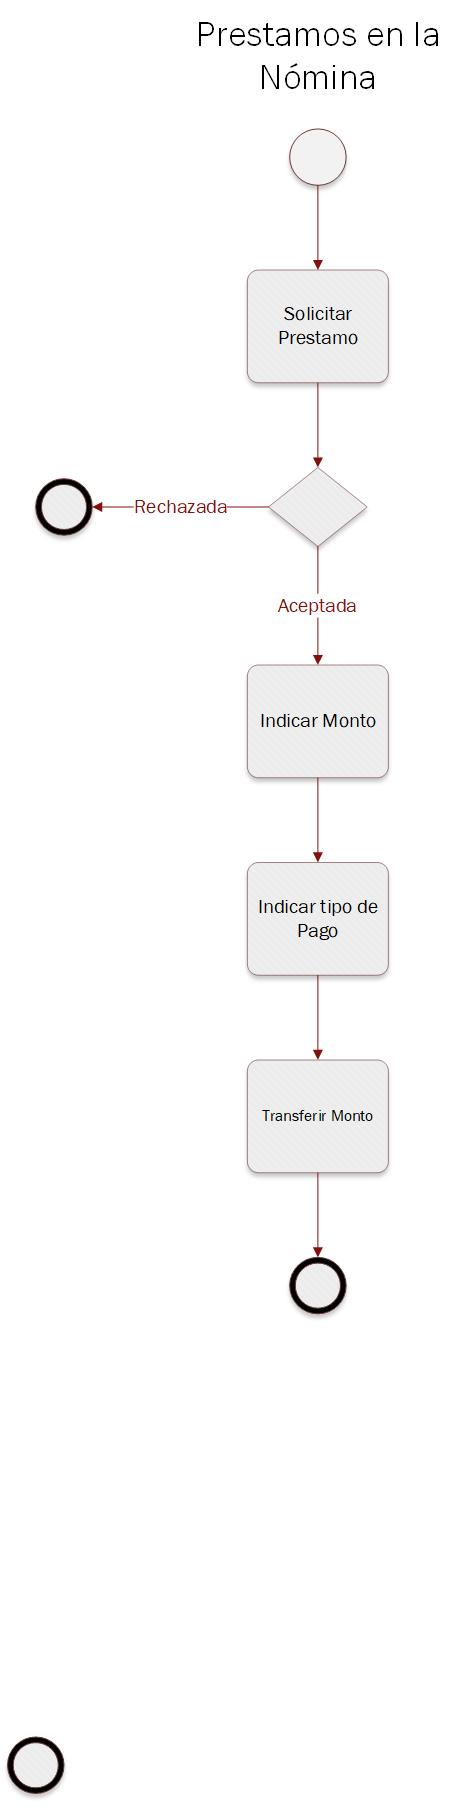 Prestamos en la
Nómina
Solicitar
Prestamo
Rechazada
Aceptada
Indicar Monto
Indicar tipo de
Pago
Transferir Monto